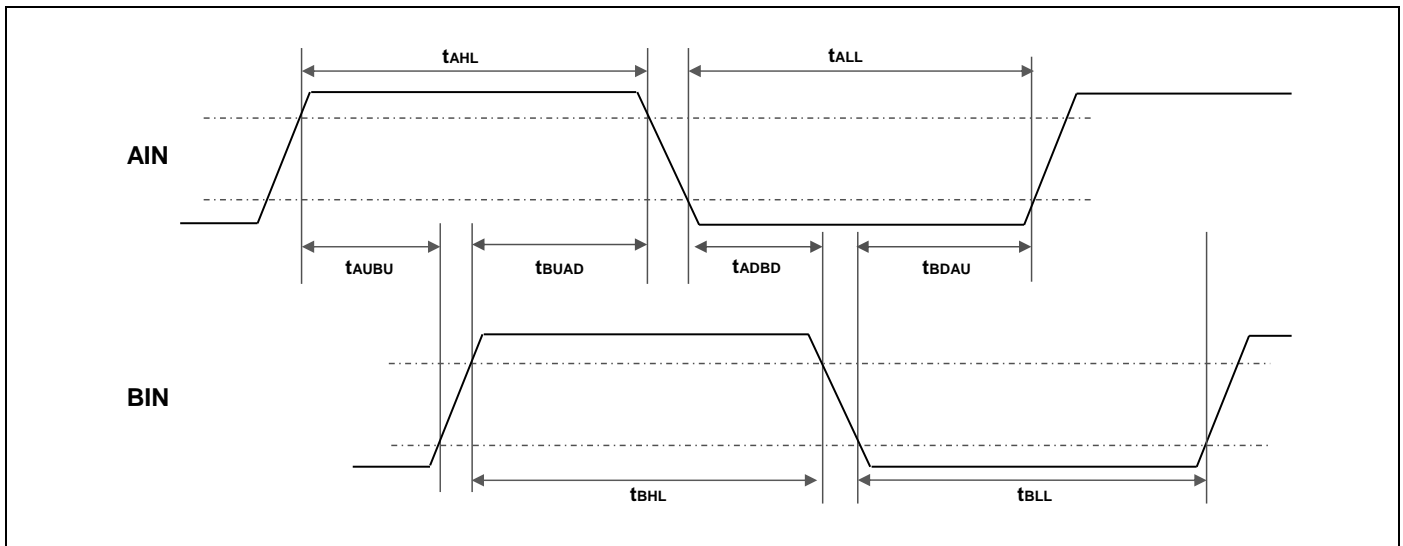 tAHL tALL
AIN
tAUBU tBUAD tADBD tBDAU
BIN
tBHL tBLL